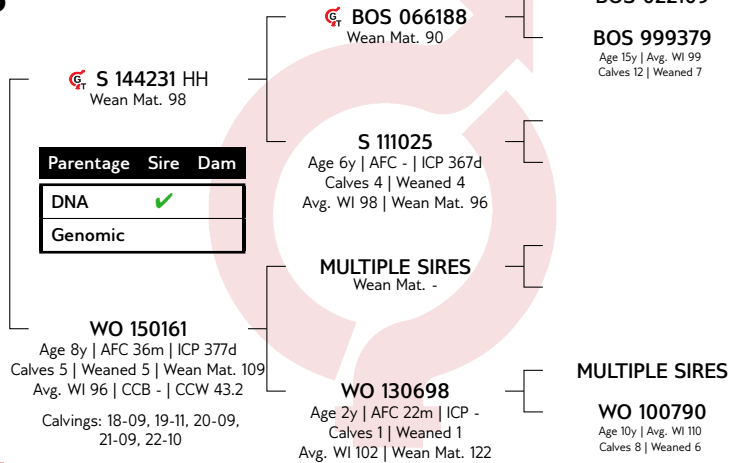 BOS 066188
Wean Mat. 90
BOS 999379
Age 15y | Avg. WI 99
Calves 12 | Weaned 7
S 144231 HH
Wean Mat. 98
S 111025
Age 6y | AFC - | ICP 367d
Calves 4 | Weaned 4
Avg. WI 98 | Wean Mat. 96
Parentage Sire Dam
DNA ✔
Genomic
MULTIPLE SIRES
Wean Mat. -
WO 150161
Age 8y | AFC 36m | ICP 377d
Calves 5 | Weaned 5 | Wean Mat. 109
Avg. WI 96 | CCB - | CCW 43.2
Calvings: 18-09, 19-11, 20-09,
21-09, 22-10
WO 130698
Age 2y | AFC 22m | ICP -
Calves 1 | Weaned 1
Avg. WI 102 | Wean Mat. 122
MULTIPLE SIRES
WO 100790
Age 10y | Avg. WI 110
Calves 8 | Weaned 6